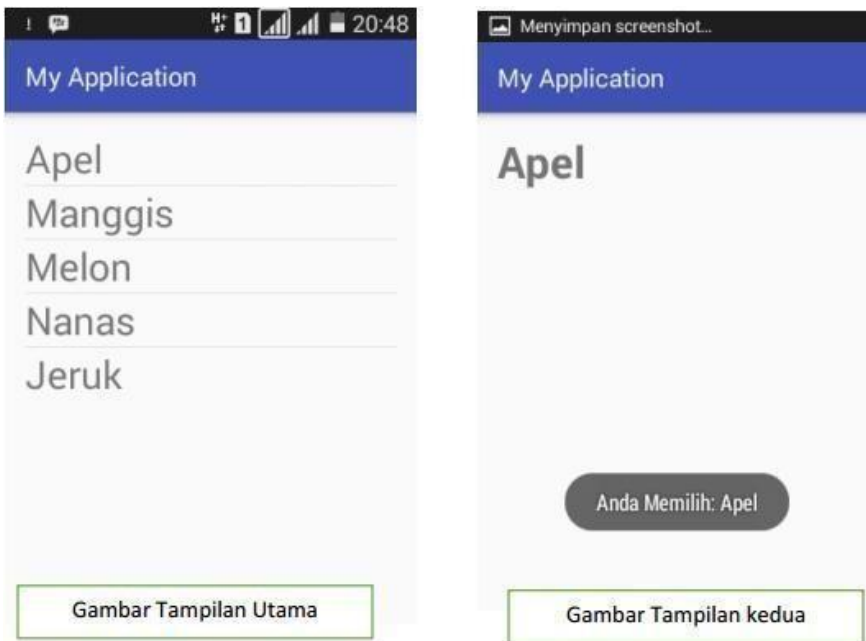 H+ 1 20:48
My Application
Apel
Manggis
Melon
Nanas
Jeruk
Gambar Tampilan Utama
Menyimpan screenshot...
My Application
Apel
Anda Memilih: Apel
Gambar Tampilan kedua